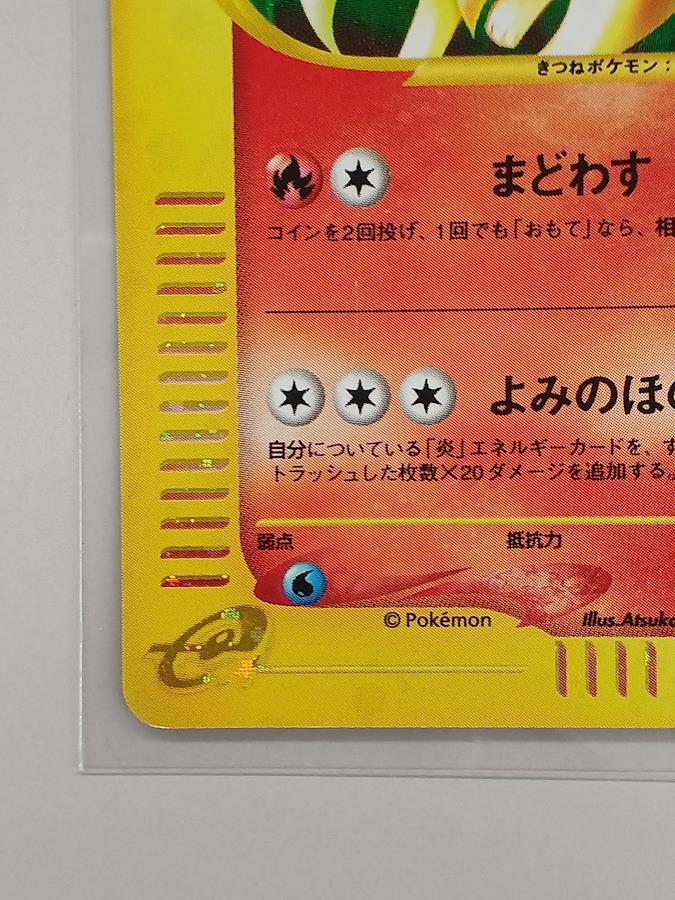 きつねポケモン：
まどわす
コインを2回投げ、1回でも「おもて」なら、相
よみのほ
自分についている「炎」エネルギーカードを、す
トラッシュした枚数×20ダメージを追加する。
弱点 抵抗力
©Pokémon Illus.Atsuko